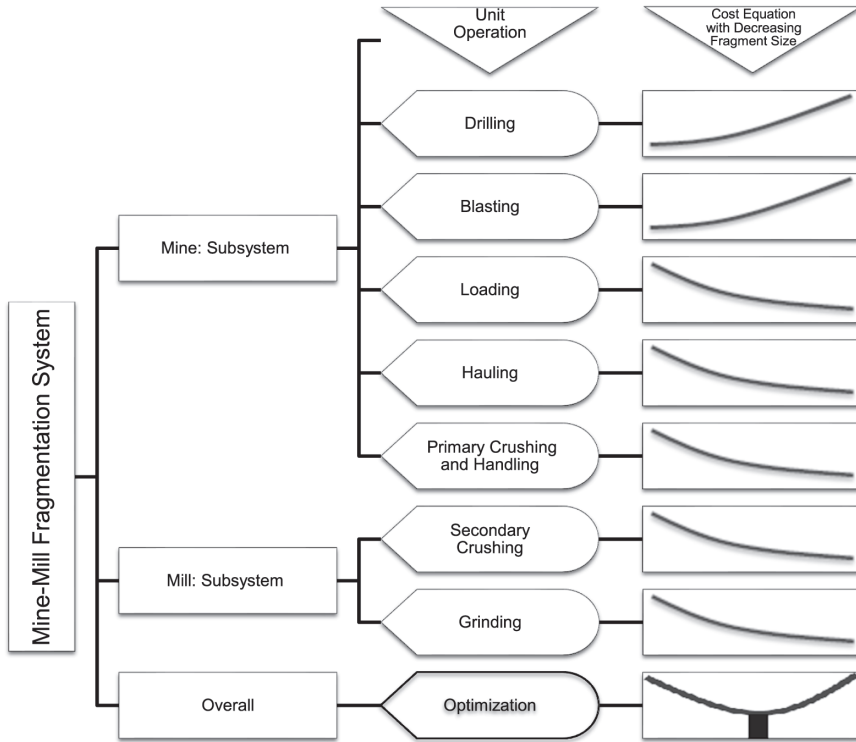 Unit
Operation
Cost Equation
with Decreasing
Fragment Size
Drilling
Blasting
Mine: Subsystem
Loading
Hauling
Primary Crushing
and Handling
Mine-Mill Fragmentation System
Secondary
Crushing
Mill: Subsystem
Grinding
Overall
Optimization